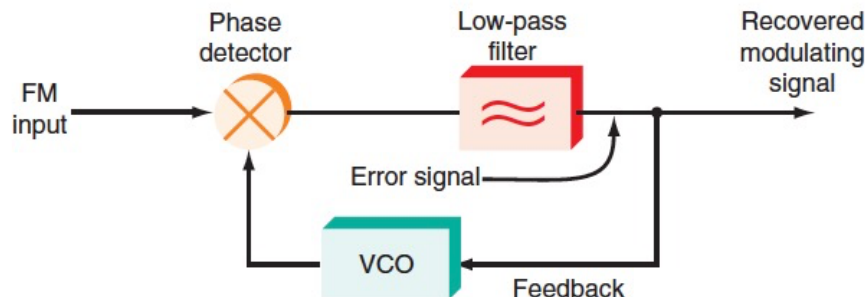 Phase
detector
Low-pass
filter
Recovered
modulating
signal
FM
input
Error signal
VCO
Feedback